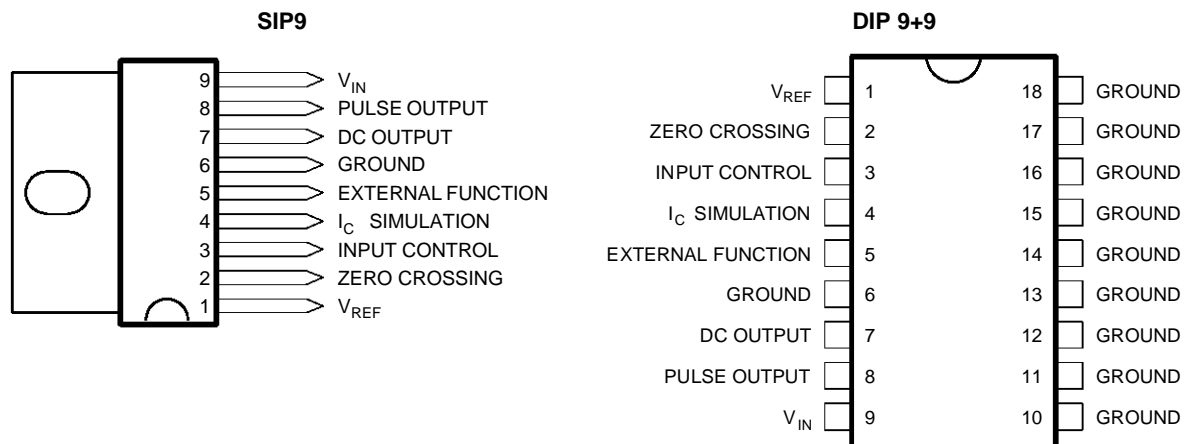 SIP9
9 V_IN
8 PULSE OUTPUT
7 DC OUTPUT
6 GROUND
5 EXTERNAL FUNCTION
4 I_C SIMULATION
3 INPUT CONTROL
2 ZERO CROSSING
1 V_REF
DIP 9+9
V_REF 1 18 GROUND
ZERO CROSSING 2 17 GROUND
INPUT CONTROL 3 16 GROUND
I_C SIMULATION 4 15 GROUND
EXTERNAL FUNCTION 5 14 GROUND
GROUND 6 13 GROUND
DC OUTPUT 7 12 GROUND
PULSE OUTPUT 8 11 GROUND
V_IN 9 10 GROUND